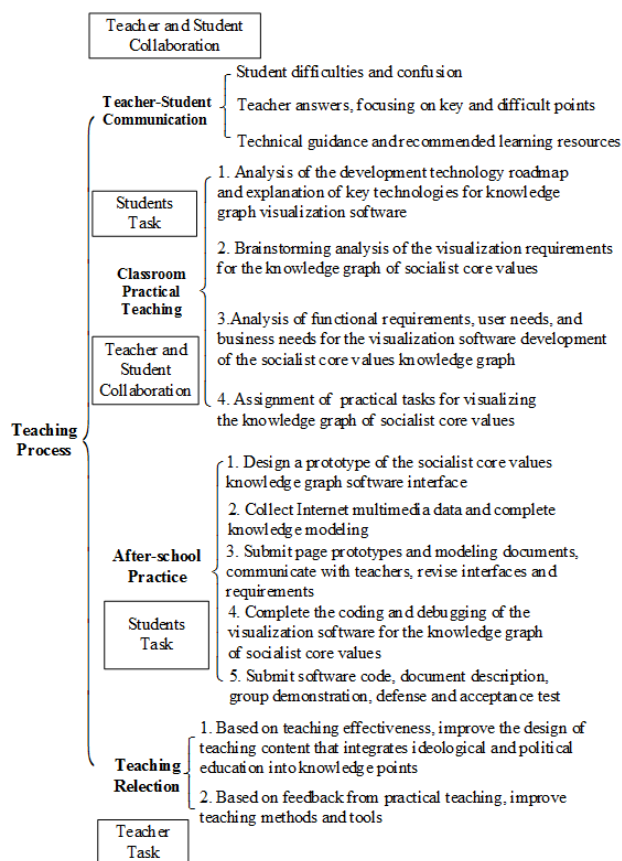 Teacher and Student
Collaboration
Teacher-Student
Communication
Student difficulties and confusion
Teacher answers, focusing on key and difficult points
Technical guidance and recommended learning resources
Students
Task
Classroom
Practical
Teaching
Teacher and
Student
Collaboration
1. Analysis of the development technology roadmap
and explanation of key technologies for knowledge
graph visualization software
2. Brainstorming analysis of the visualization requirements
for the knowledge graph of socialist core values
3.Analysis of functional requirements, user needs, and
business needs for the visualization software development
of the socialist core values knowledge graph
4. Assignment of practical tasks for visualizing
the knowledge graph of socialist core values
Teaching
Process
After-school
Practice
Students
Task
1. Design a prototype of the socialist core values
knowledge graph software interface
2. Collect Internet multimedia data and complete
knowledge modeling
3. Submit page prototypes and modeling documents,
communicate with teachers, revise interfaces and
requirements
4. Complete the coding and debugging of the
visualization software for the knowledge graph
of socialist core values
5. Submit software code, document description,
group demonstration, defense and acceptance test
Teaching
Relection
1. Based on teaching effectiveness, improve the design of
teaching content that integrates ideological and political
education into knowledge points
2. Based on feedback from practical teaching, improve
teaching methods and tools
Teacher
Task